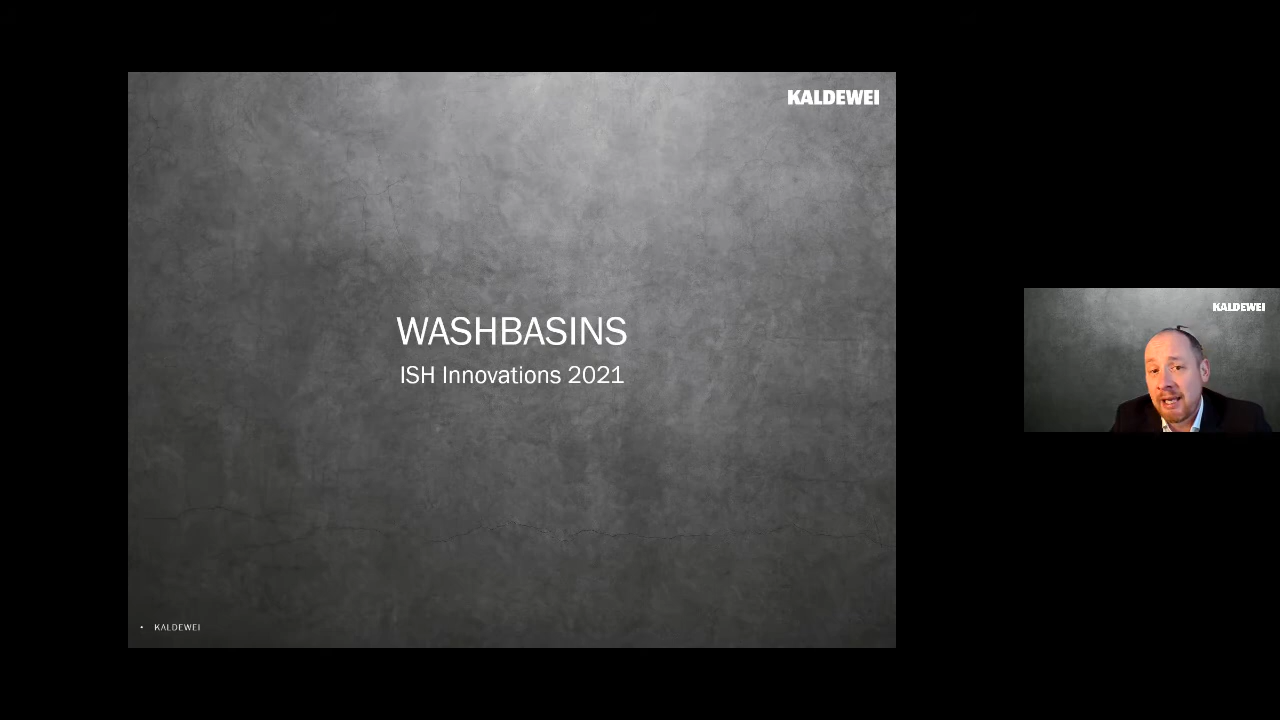 KALDEWEI
WASHBASINS
ISH Innovations 2021
• KALDEWEI
KALDEWEI